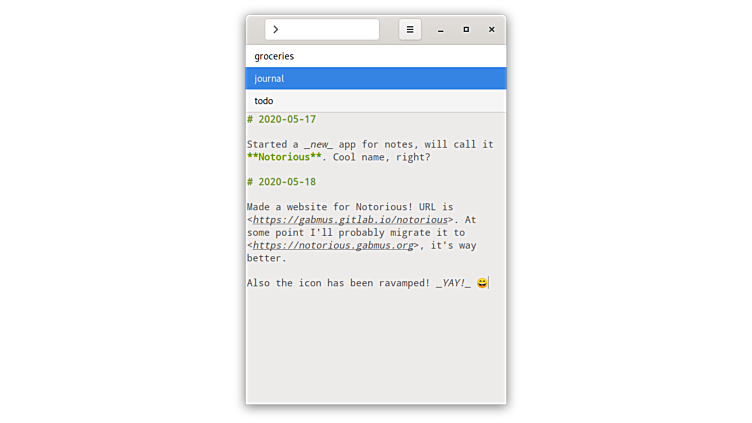 groceries
journal
todo
# 2020-05-17
Started a _new_ app for notes, will call it
**Notorious**. Cool name, right?
# 2020-05-18
Made a website for Notorious! URL is
<https://gabmus.gitlab.io/notorious>. At
some point I'll probably migrate it to
<https://notorious.gabmus.org>, it's way
better.
Also the icon has been ravamped! _YAY!_ 😀